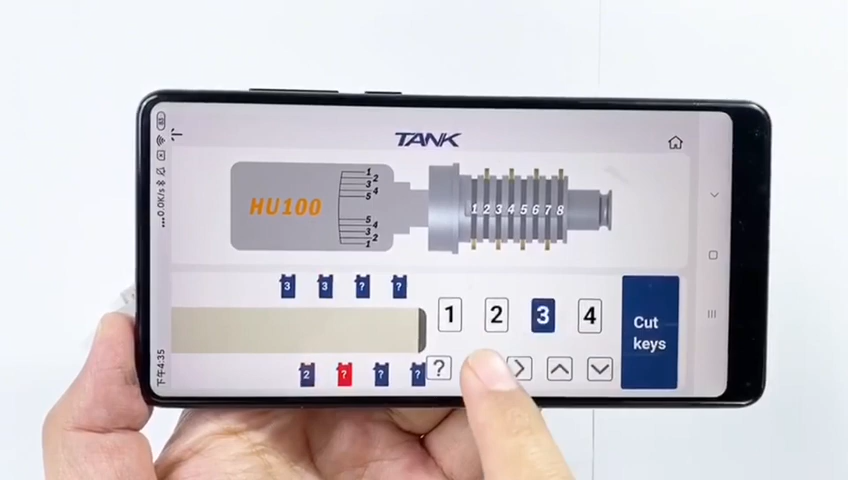 TANK
HU100
1
2
3
4
5
5
4
3
2
1
1 2 3 4 5 6 7 8
3 3 ? ?
1 2 3 4
Cut
keys
2 ? ? ? ?
...0.0K/s
下午4:35